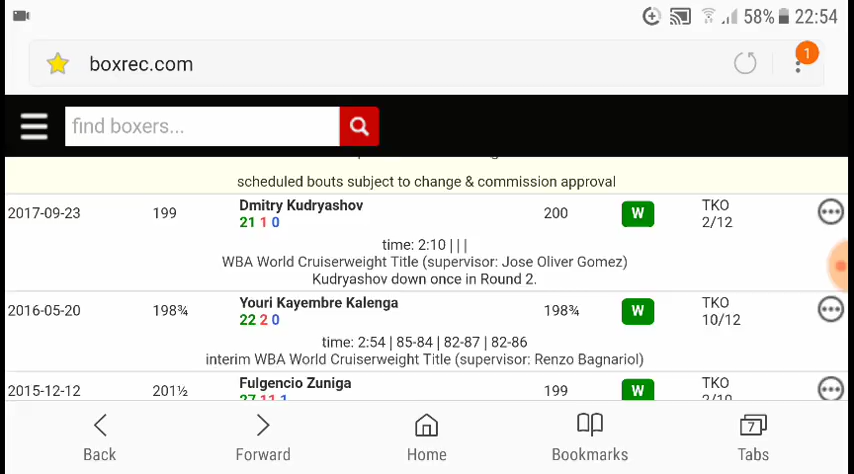 58% 22:54
boxrec.com
1
find boxers...
scheduled bouts subject to change & commission approval
2017-09-23 199 Dmitry Kudryashov 200 W TKO
21 1 0 2/12
time: 2:10 | | |
WBA World Cruiserweight Title (supervisor: Jose Oliver Gomez)
Kudryashov down once in Round 2.
2016-05-20 198¾ Youri Kayembre Kalenga 198¾ W TKO
22 2 0 10/12
time: 2:54 | 85-84 | 82-87 | 82-86
interim WBA World Cruiserweight Title (supervisor: Renzo Bagnariol)
2015-12-12 201½ Fulgencio Zuniga 199 W TKO
27 11 1
7
Back Forward Home Bookmarks Tabs